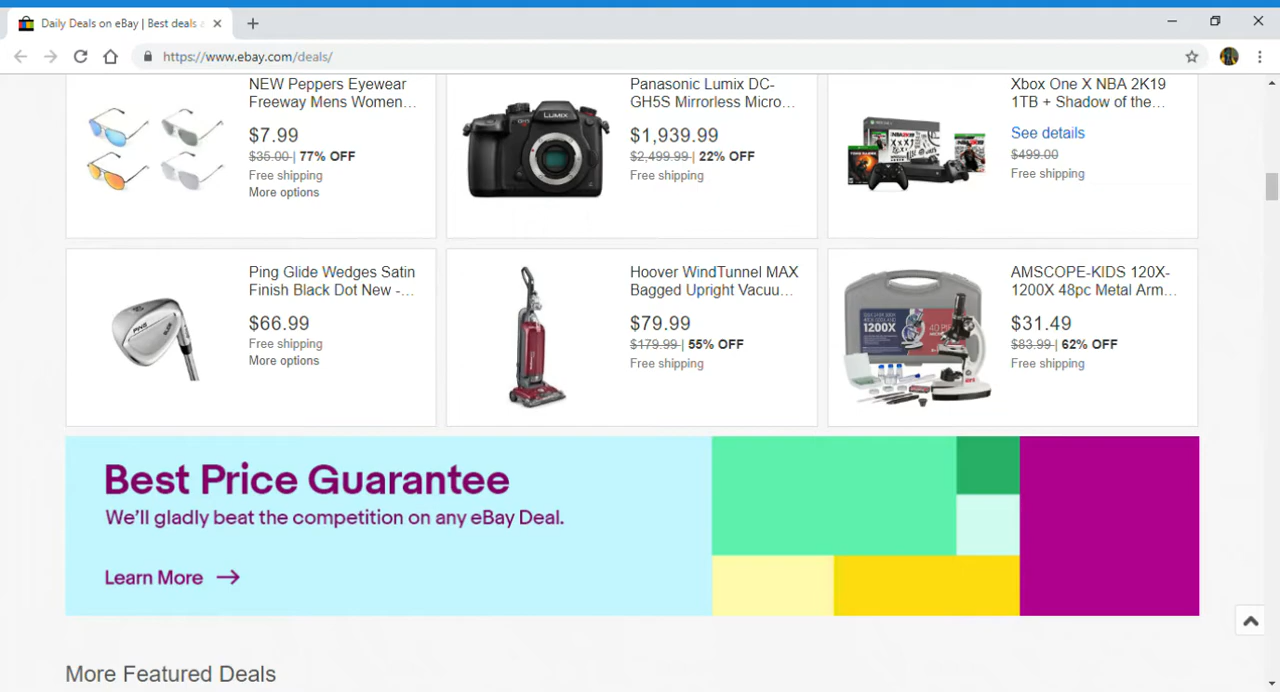 Daily Deals on eBay | Best deals a
https://www.ebay.com/deals/
NEW Peppers Eyewear
Freeway Mens Women...
$7.99
$35.00 | 77% OFF
Free shipping
More options
Panasonic Lumix DC-
GH5S Mirrorless Micro...
$1,939.99
$2,499.99 | 22% OFF
Free shipping
LUMIX
Xbox One X NBA 2K19
1TB + Shadow of the...
See details
$499.00
Free shipping
Ping Glide Wedges Satin
Finish Black Dot New -...
$66.99
Free shipping
More options
PING
Hoover WindTunnel MAX
Bagged Upright Vacuu...
$79.99
$179.99 | 55% OFF
Free shipping
AMSCOPE-KIDS 120X-
1200X 48pc Metal Arm...
$31.49
$83.99 | 62% OFF
Free shipping
1200X
Best Price Guarantee
We'll gladly beat the competition on any eBay Deal.
Learn More →
More Featured Deals